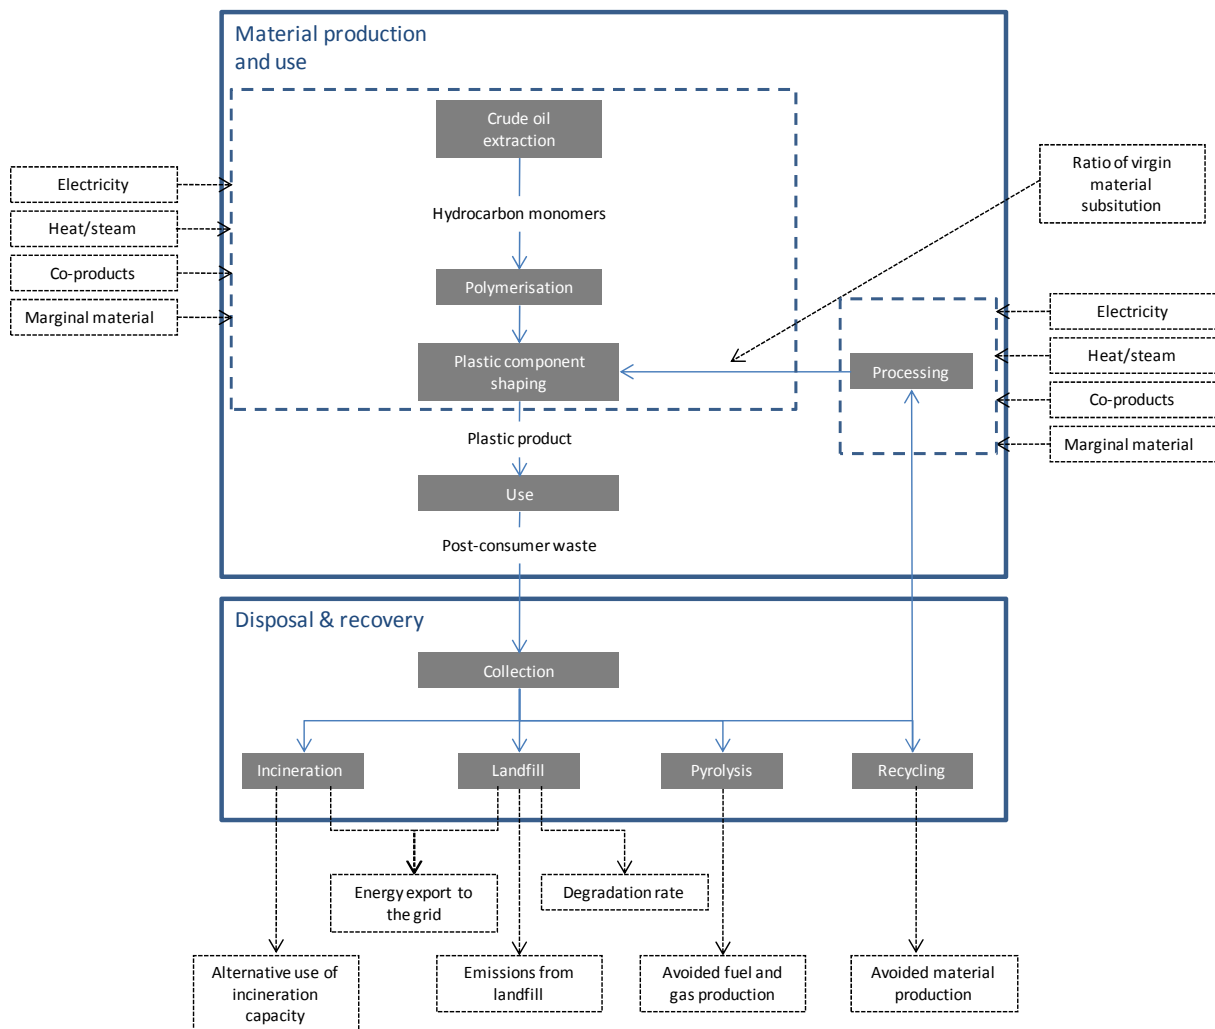 Material production
and use
Crude oil
extraction
Ratio of virgin
material
subsitution
Electricity
Hydrocarbon monomers
Heat/steam
Co-products
Polymerisation
Marginal material
Electricity
Heat/steam
Plastic component
shaping
Processing
Co-products
Plastic product
Marginal material
Use
Post-consumer waste
Disposal & recovery
Collection
Incineration
Landfill
Pyrolysis
Recycling
Energy export to
the grid
Degradation rate
Alternative use of
incineration
capacity
Emissions from
landfill
Avoided fuel and
gas production
Avoided material
production